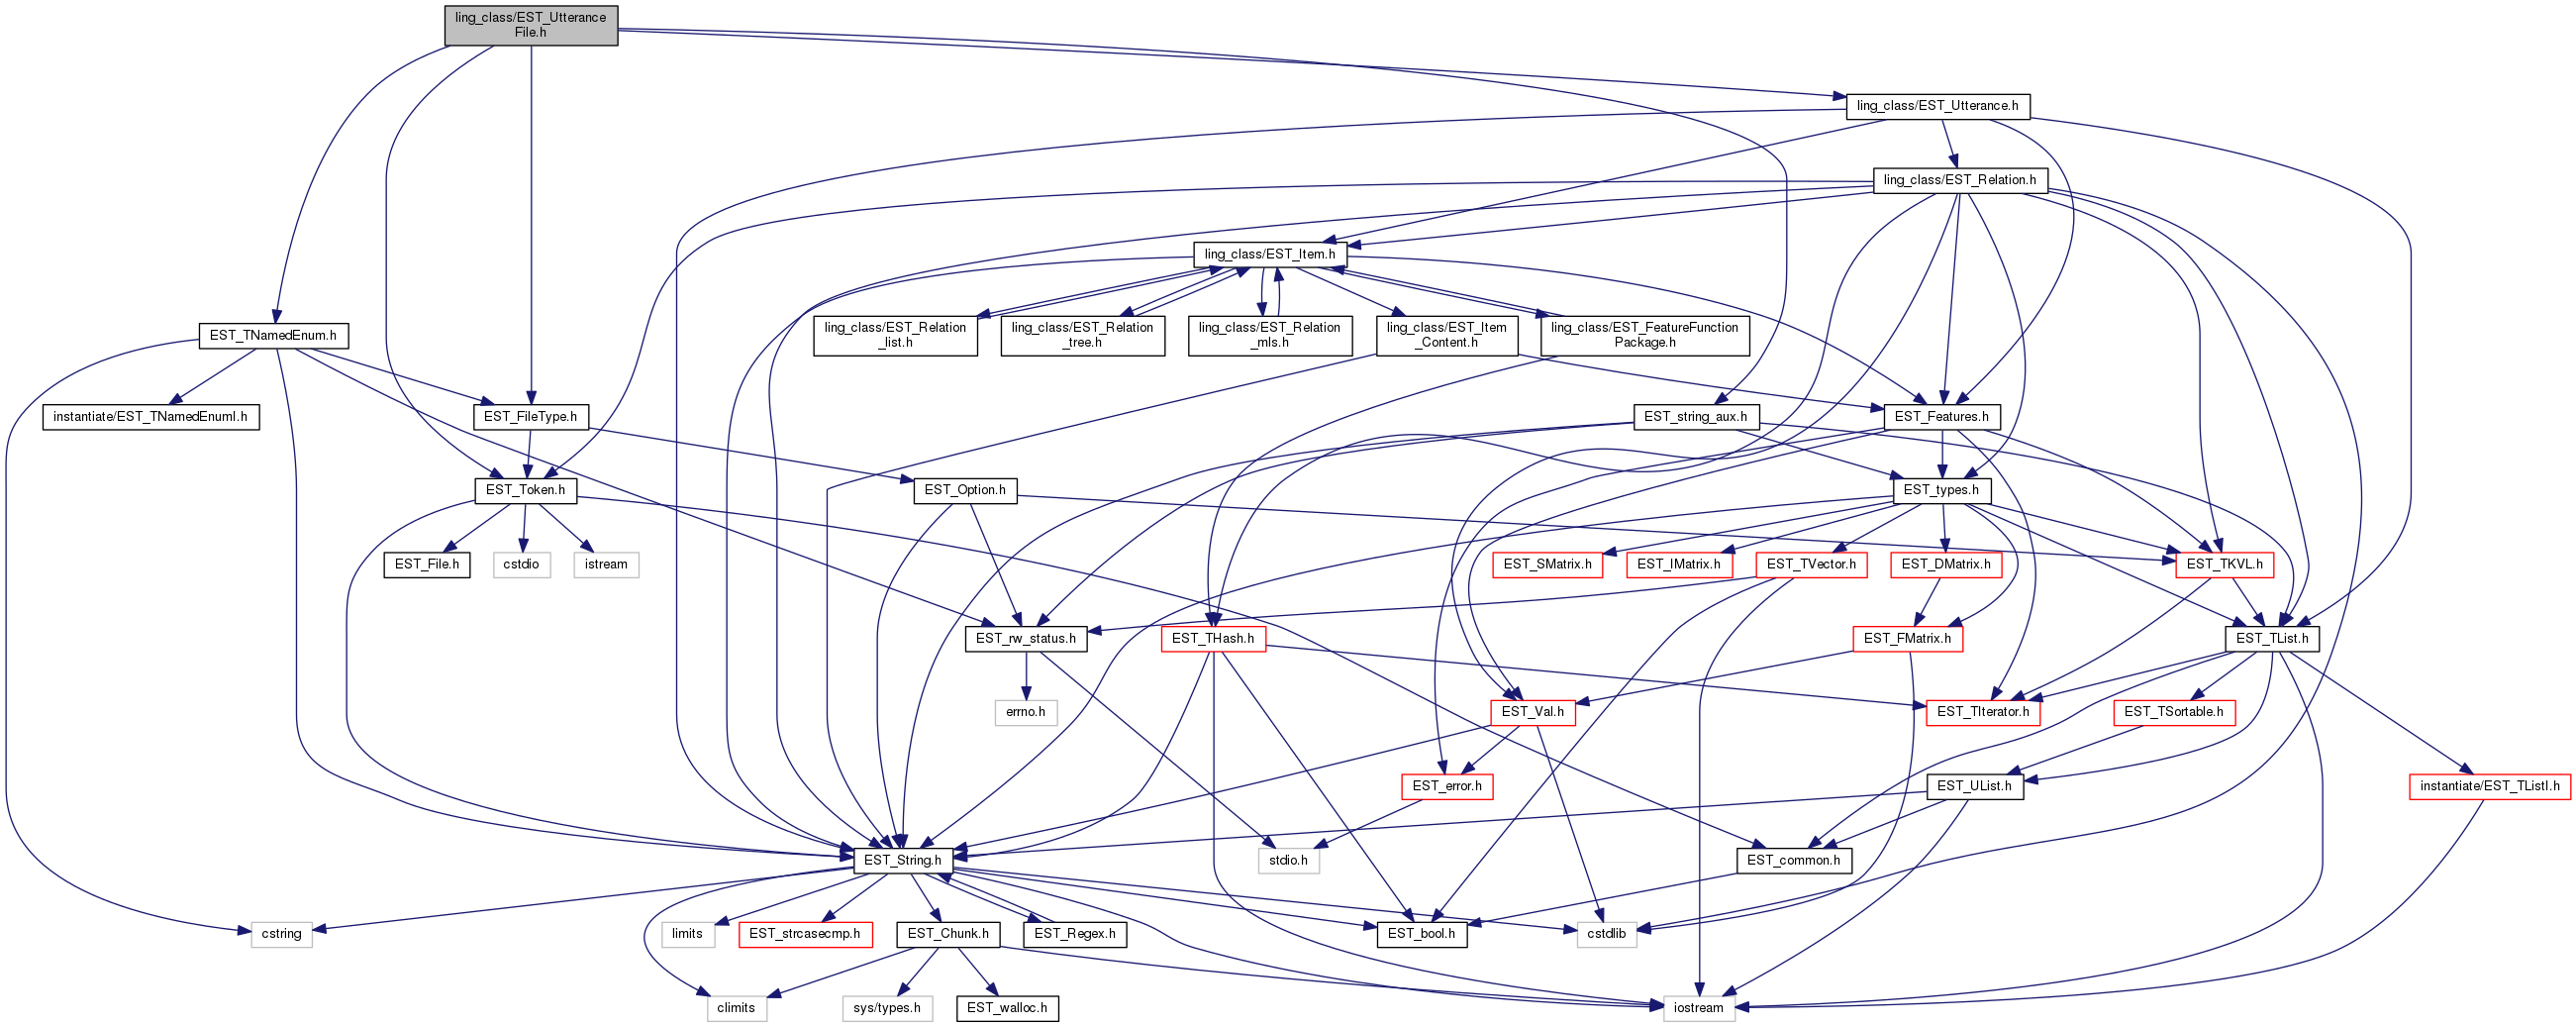 ling_class/EST_Utterance
File.h
ling_class/EST_Utterance.h
ling_class/EST_Relation.h
ling_class/EST_Item.h
EST_TNamedEnum.h
ling_class/EST_Relation
_list.h
ling_class/EST_Relation
_tree.h
ling_class/EST_Relation
_mls.h
ling_class/EST_Item
_Content.h
ling_class/EST_FeatureFunction
Package.h
instantiate/EST_TNamedEnumI.h
EST_FileType.h
EST_string_aux.h
EST_Features.h
EST_Token.h
EST_Option.h
EST_types.h
EST_File.h
cstdio
istream
EST_SMatrix.h
EST_IMatrix.h
EST_TVector.h
EST_DMatrix.h
EST_TKVL.h
EST_rw_status.h
EST_THash.h
EST_FMatrix.h
EST_TList.h
errno.h
EST_Val.h
EST_TIterator.h
EST_TSortable.h
EST_error.h
EST_UList.h
instantiate/EST_TListI.h
EST_String.h
stdio.h
EST_common.h
cstring
limits
EST_strcasecmp.h
EST_Chunk.h
EST_Regex.h
EST_bool.h
cstdlib
climits
sys/types.h
EST_walloc.h
iostream